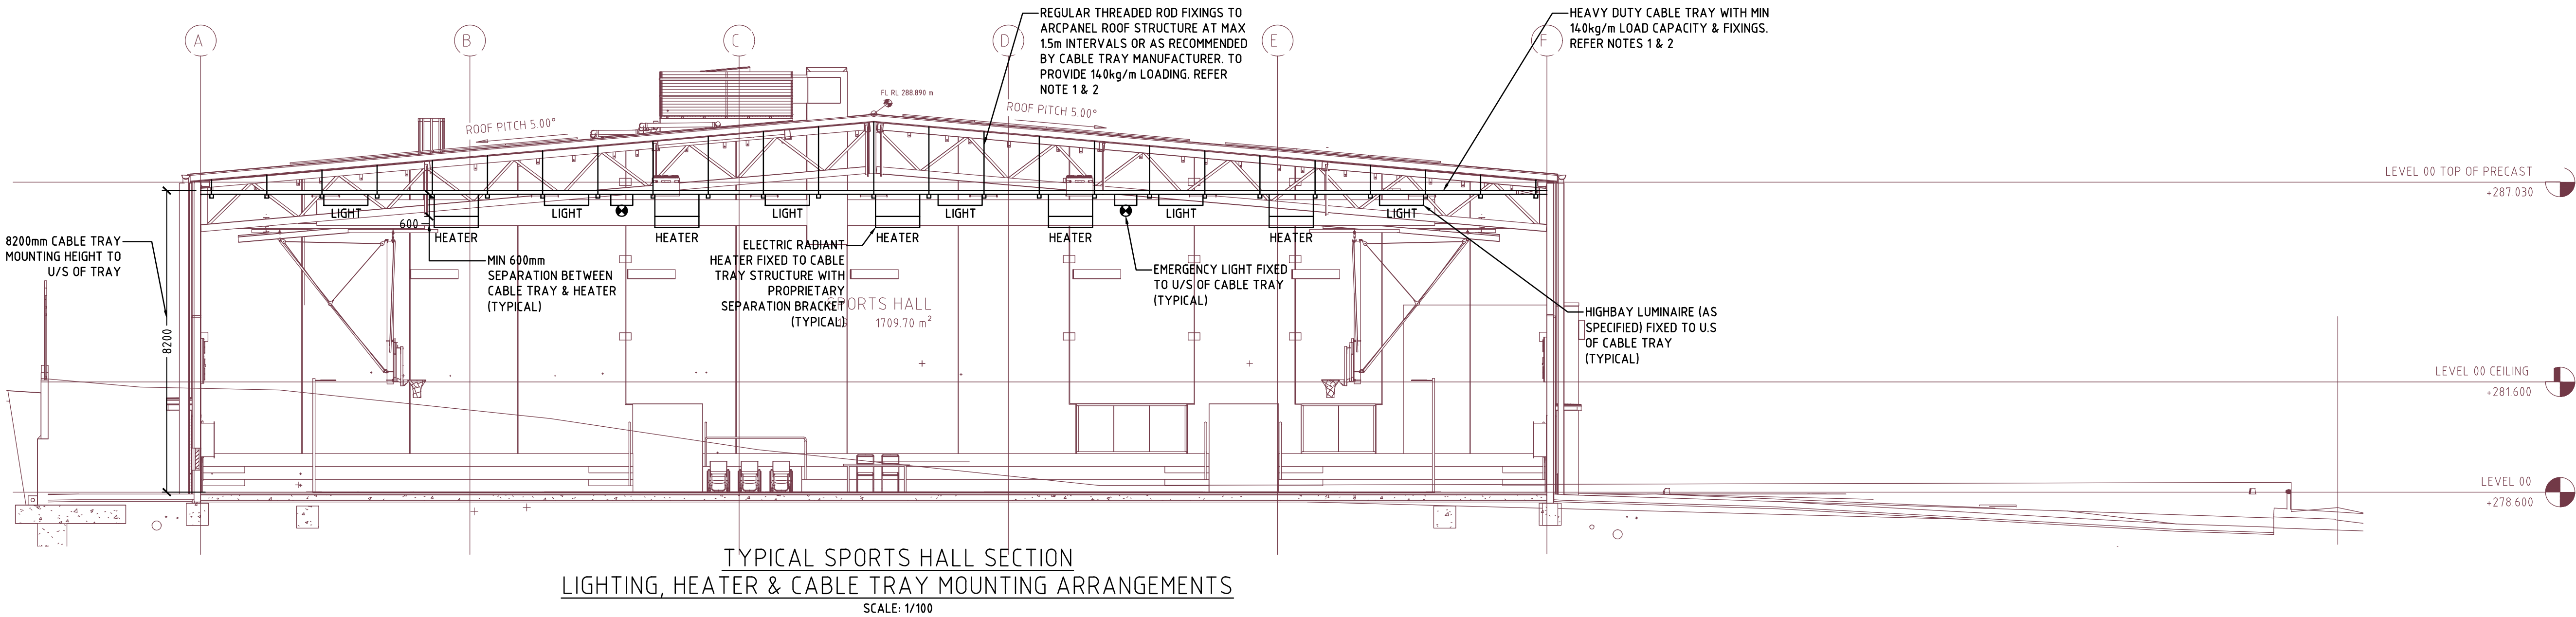 A
B
C
D
E
F
REGULAR THREADED ROD FIXINGS TO
ARCPANEL ROOF STRUCTURE AT MAX
1.5m INTERVALS OR AS RECOMMENDED
BY CABLE TRAY MANUFACTURER. TO
PROVIDE 140kg/m LOADING. REFER
NOTE 1 & 2
HEAVY DUTY CABLE TRAY WITH MIN
140kg/m LOAD CAPACITY & FIXINGS.
REFER NOTES 1 & 2
FL RL 288.890 m
ROOF PITCH 5.00°
ROOF PITCH 5.00°
LEVEL 00 TOP OF PRECAST
+287.030
LIGHT
LIGHT
LIGHT
LIGHT
LIGHT
LIGHT
600
HEATER
HEATER
HEATER
HEATER
HEATER
8200mm CABLE TRAY
MOUNTING HEIGHT TO
U/S OF TRAY
MIN 600mm
SEPARATION BETWEEN
CABLE TRAY & HEATER
(TYPICAL)
ELECTRIC RADIANT
HEATER FIXED TO CABLE
TRAY STRUCTURE WITH
PROPRIETARY
SEPARATION BRACKET
(TYPICAL)
SPORTS HALL
1709.70 m²
EMERGENCY LIGHT FIXED
TO U/S OF CABLE TRAY
(TYPICAL)
HIGHBAY LUMINAIRE (AS
SPECIFIED) FIXED TO U.S
OF CABLE TRAY
(TYPICAL)
8200
LEVEL 00 CEILING
+281.600
LEVEL 00
+278.600
TYPICAL SPORTS HALL SECTION
LIGHTING, HEATER & CABLE TRAY MOUNTING ARRANGEMENTS
SCALE: 1/100